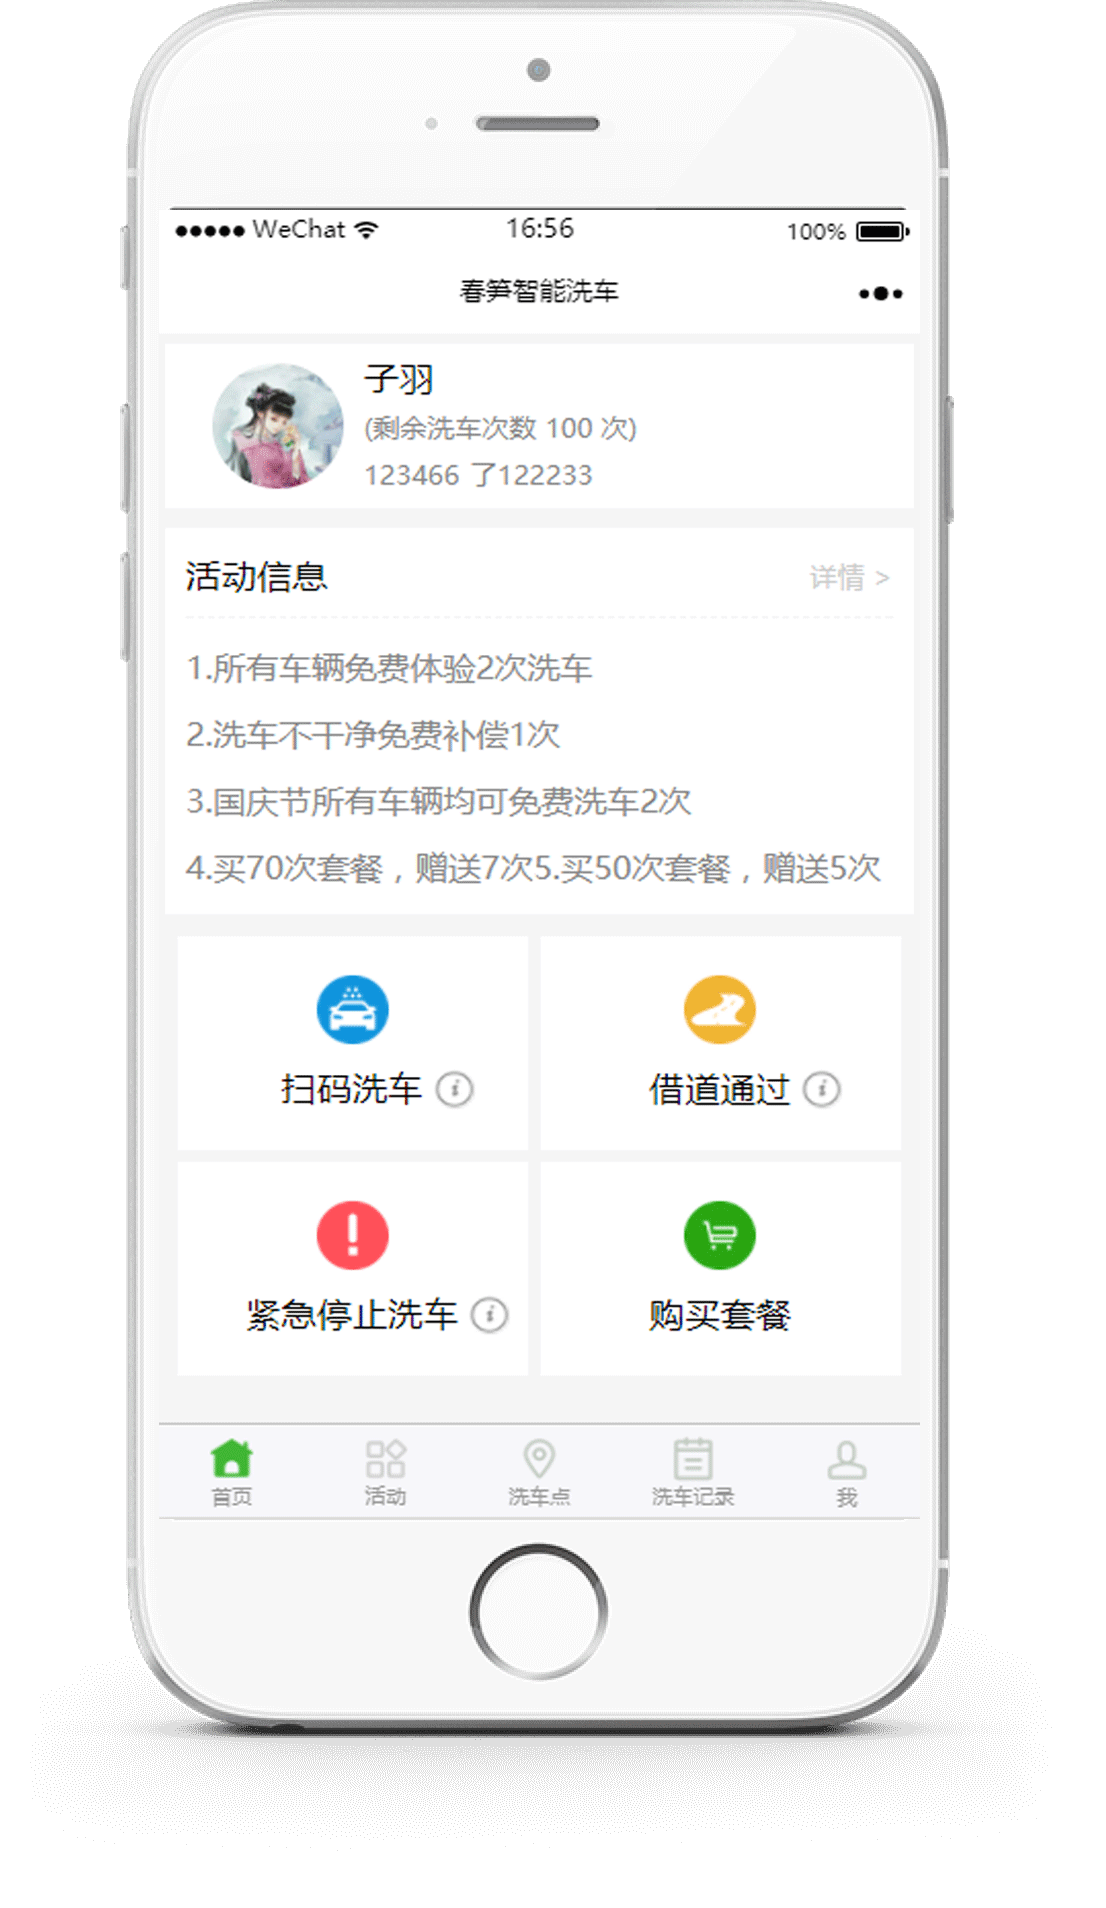 WeChat 16:56 100%
春笋智能洗车
子羽
(剩余洗车次数 100 次)
123466 了122233
活动信息 详情 >
1.所有车辆免费体验2次洗车
2.洗车不干净免费补偿1次
3.国庆节所有车辆均可免费洗车2次
4.买70次套餐，赠送7次5.买50次套餐，赠送5次
扫码洗车 i 借道通过 i
紧急停止洗车 i 购买套餐
首页 活动 洗车点 洗车记录 我